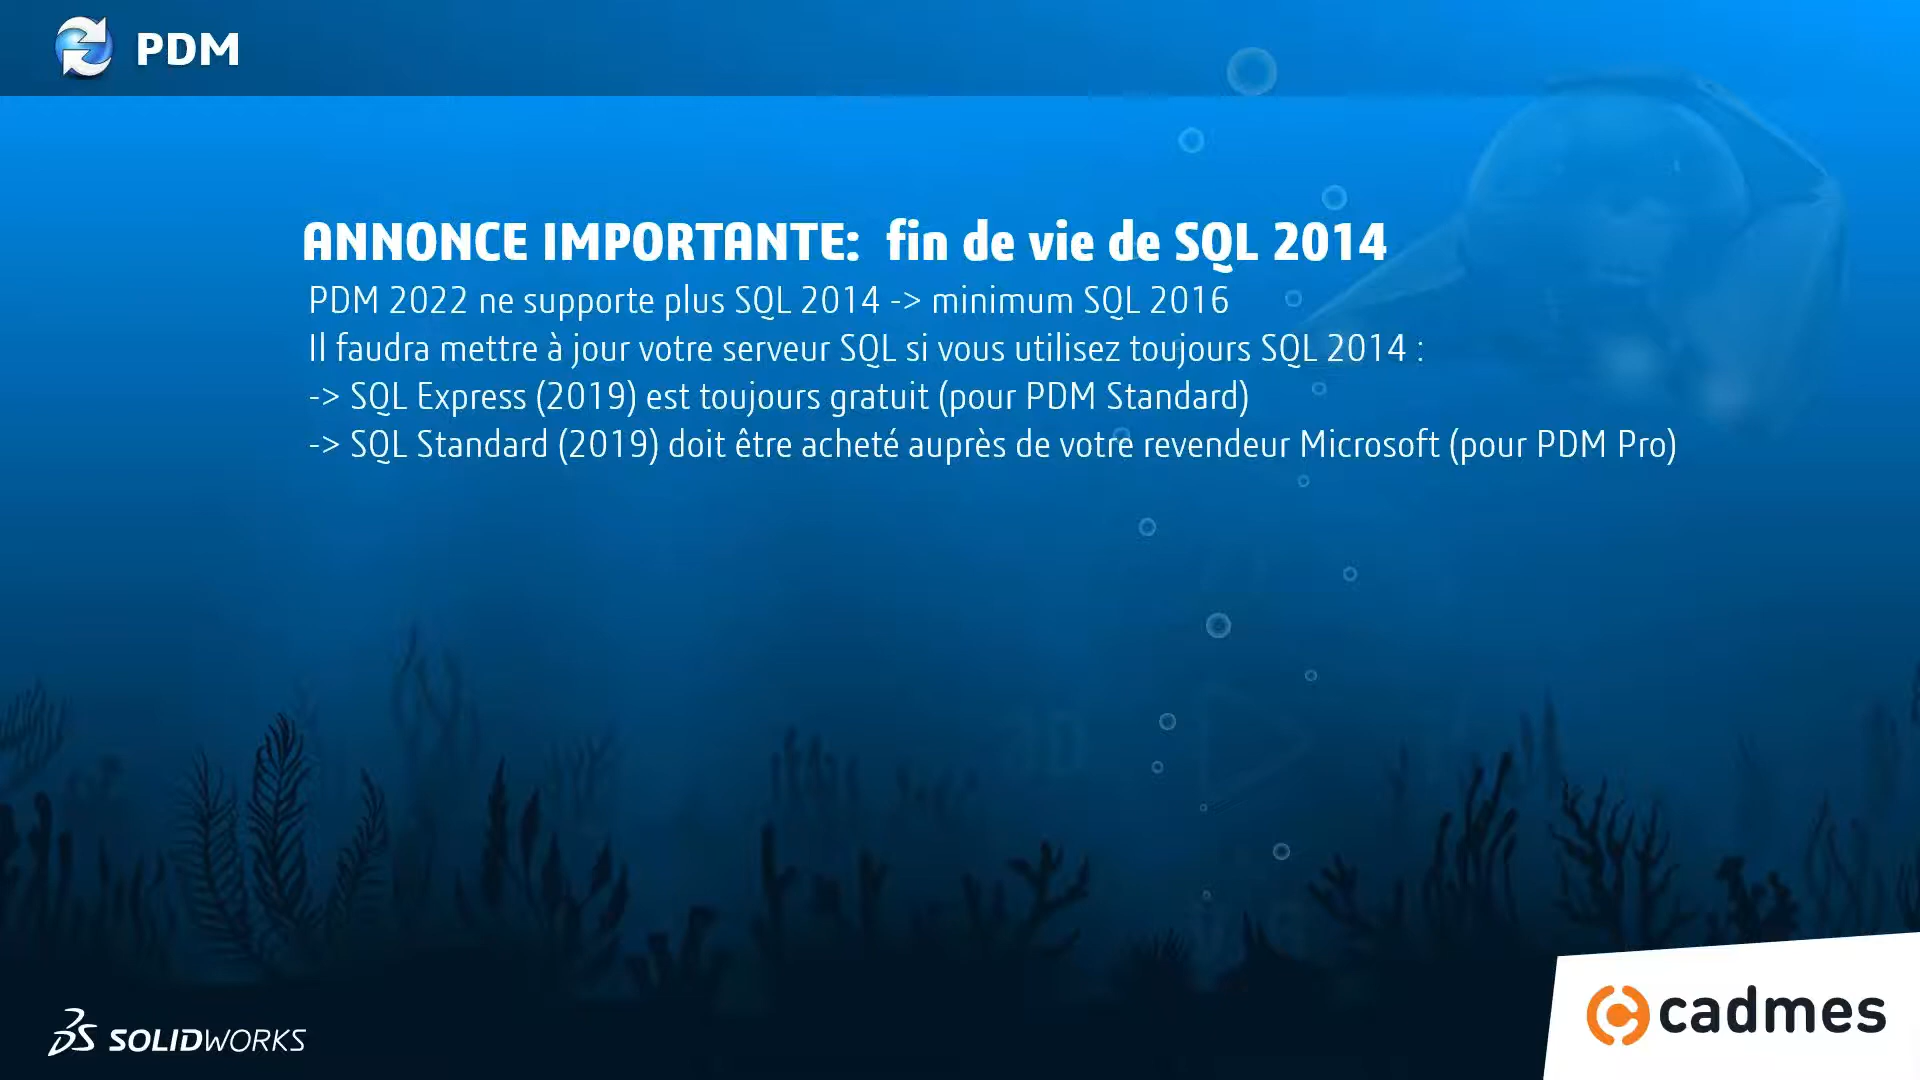 PDM
ANNONCE IMPORTANTE: fin de vie de SQL 2014
PDM 2022 ne supporte plus SQL 2014 -> minimum SQL 2016
Il faudra mettre à jour votre serveur SQL si vous utilisez toujours SQL 2014 :
-> SQL Express (2019) est toujours gratuit (pour PDM Standard)
-> SQL Standard (2019) doit être acheté auprès de votre revendeur Microsoft (pour PDM Pro)
SOLIDWORKS
cadmes